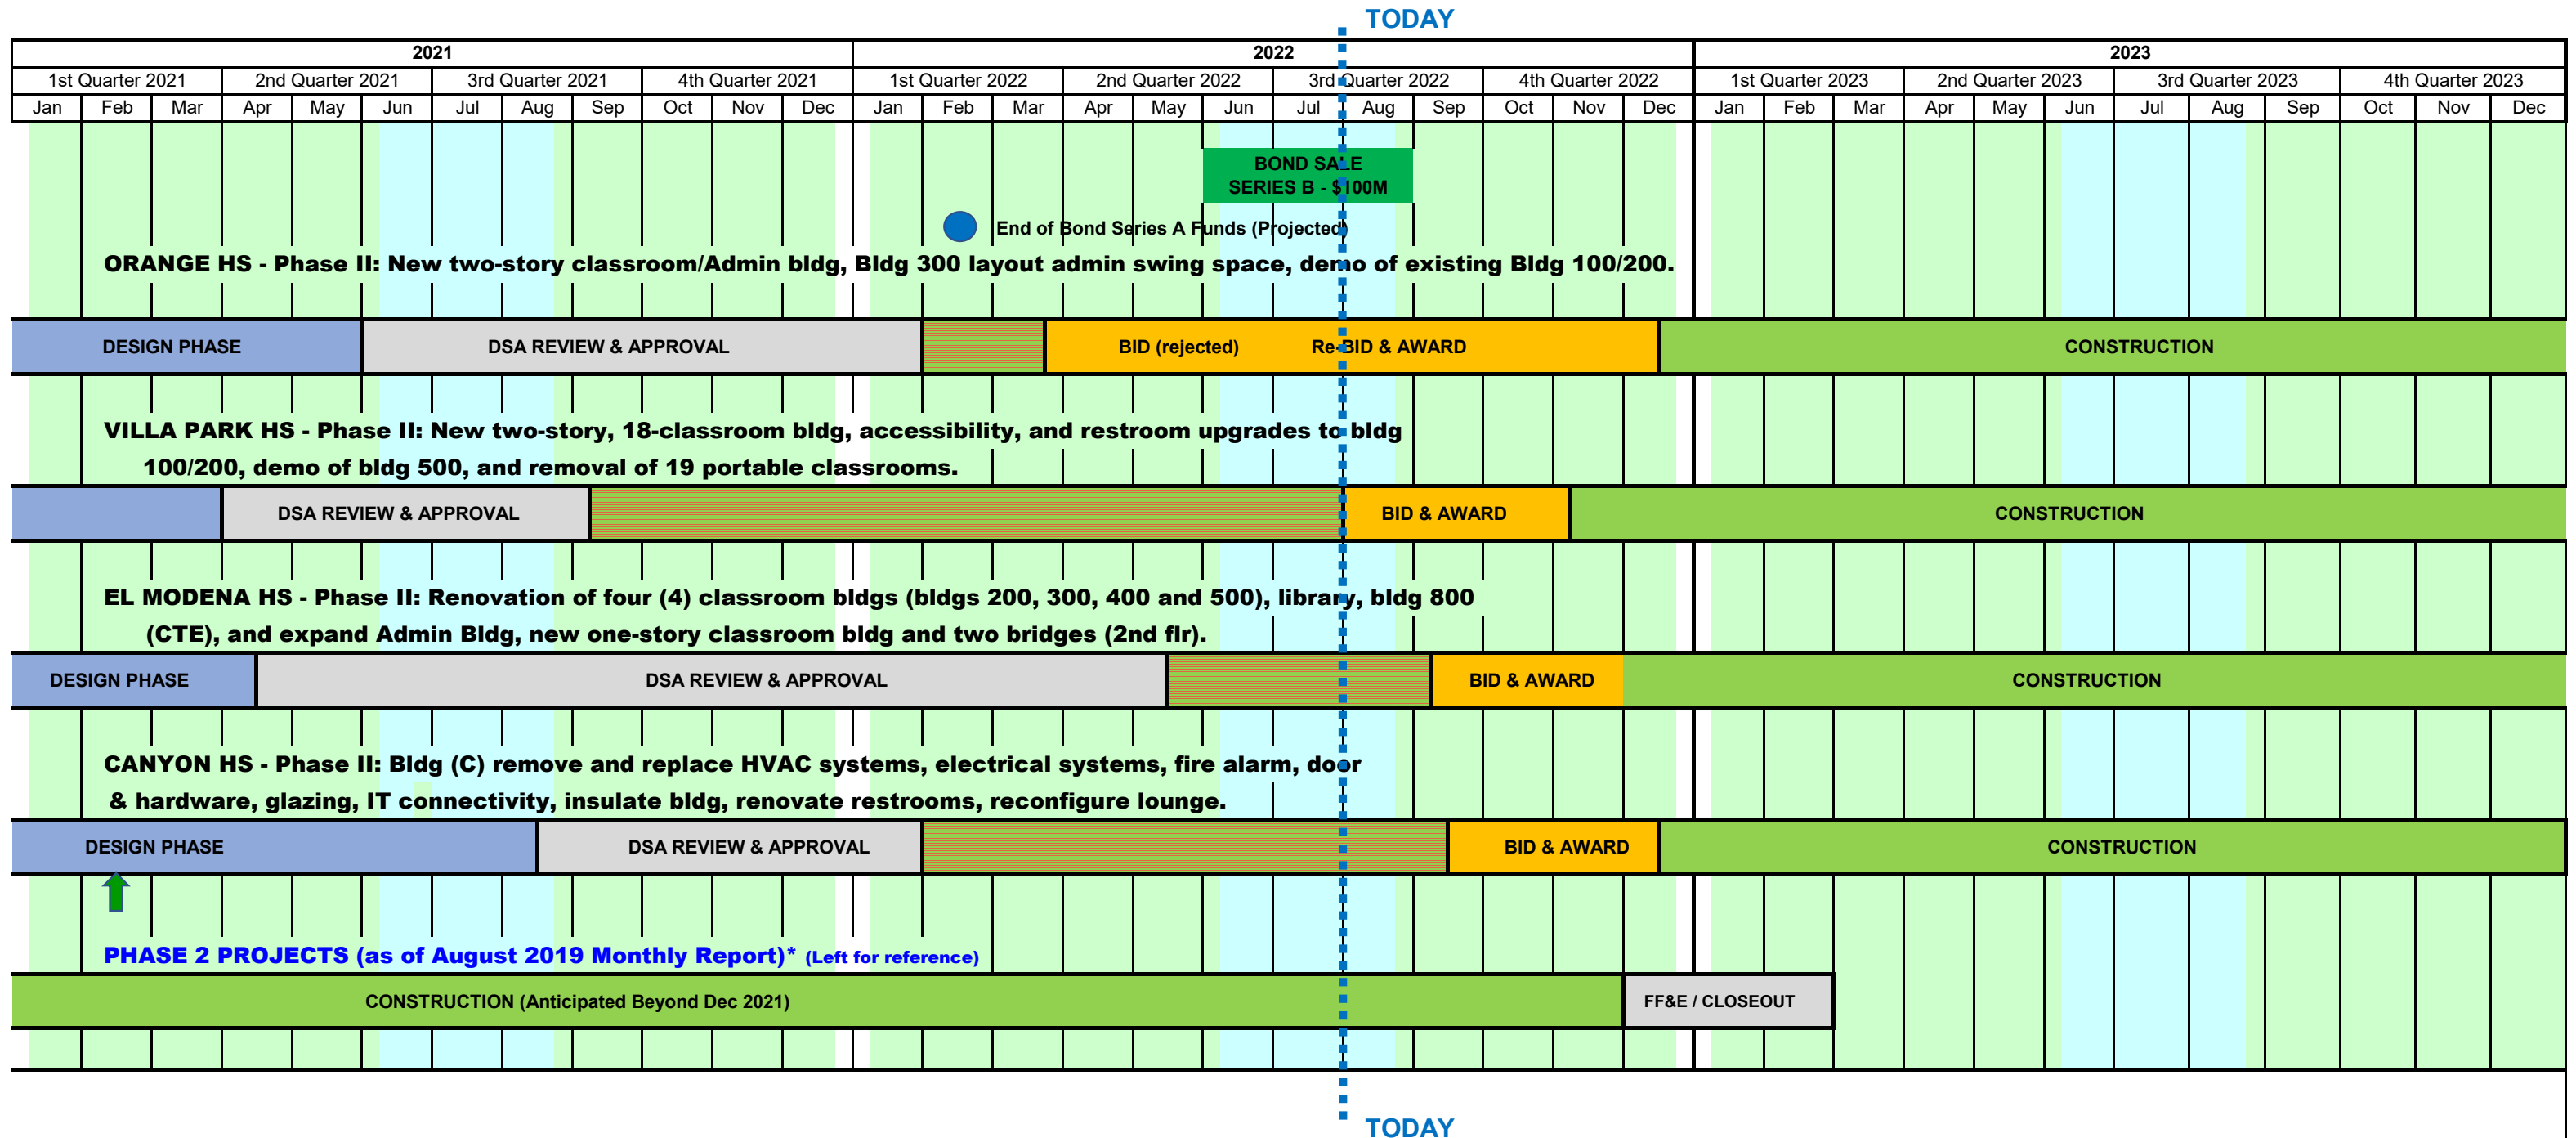 TODAY
2021 2022 2023
1st Quarter 2021 2nd Quarter 2021 3rd Quarter 2021 4th Quarter 2021 1st Quarter 2022 2nd Quarter 2022 3rd Quarter 2022 4th Quarter 2022 1st Quarter 2023 2nd Quarter 2023 3rd Quarter 2023 4th Quarter 2023
Jan Feb Mar Apr May Jun Jul Aug Sep Oct Nov Dec Jan Feb Mar Apr May Jun Jul Aug Sep Oct Nov Dec Jan Feb Mar Apr May Jun Jul Aug Sep Oct Nov Dec
BOND SALE
SERIES B - $100M
End of Bond Series A Funds (Projected)
ORANGE HS - Phase II: New two-story classroom/Admin bldg, Bldg 300 layout admin swing space, demo of existing Bldg 100/200.
DESIGN PHASE DSA REVIEW & APPROVAL BID (rejected) Re-BID & AWARD CONSTRUCTION
VILLA PARK HS - Phase II: New two-story, 18-classroom bldg, accessibility, and restroom upgrades to bldg
100/200, demo of bldg 500, and removal of 19 portable classrooms.
DSA REVIEW & APPROVAL BID & AWARD CONSTRUCTION
EL MODENA HS - Phase II: Renovation of four (4) classroom bldgs (bldgs 200, 300, 400 and 500), library, bldg 800
(CTE), and expand Admin Bldg, new one-story classroom bldg and two bridges (2nd flr).
DESIGN PHASE DSA REVIEW & APPROVAL BID & AWARD CONSTRUCTION
CANYON HS - Phase II: Bldg (C) remove and replace HVAC systems, electrical systems, fire alarm, door
& hardware, glazing, IT connectivity, insulate bldg, renovate restrooms, reconfigure lounge.
DESIGN PHASE DSA REVIEW & APPROVAL BID & AWARD CONSTRUCTION
PHASE 2 PROJECTS (as of August 2019 Monthly Report)* (Left for reference)
CONSTRUCTION (Anticipated Beyond Dec 2021) FF&E / CLOSEOUT
TODAY